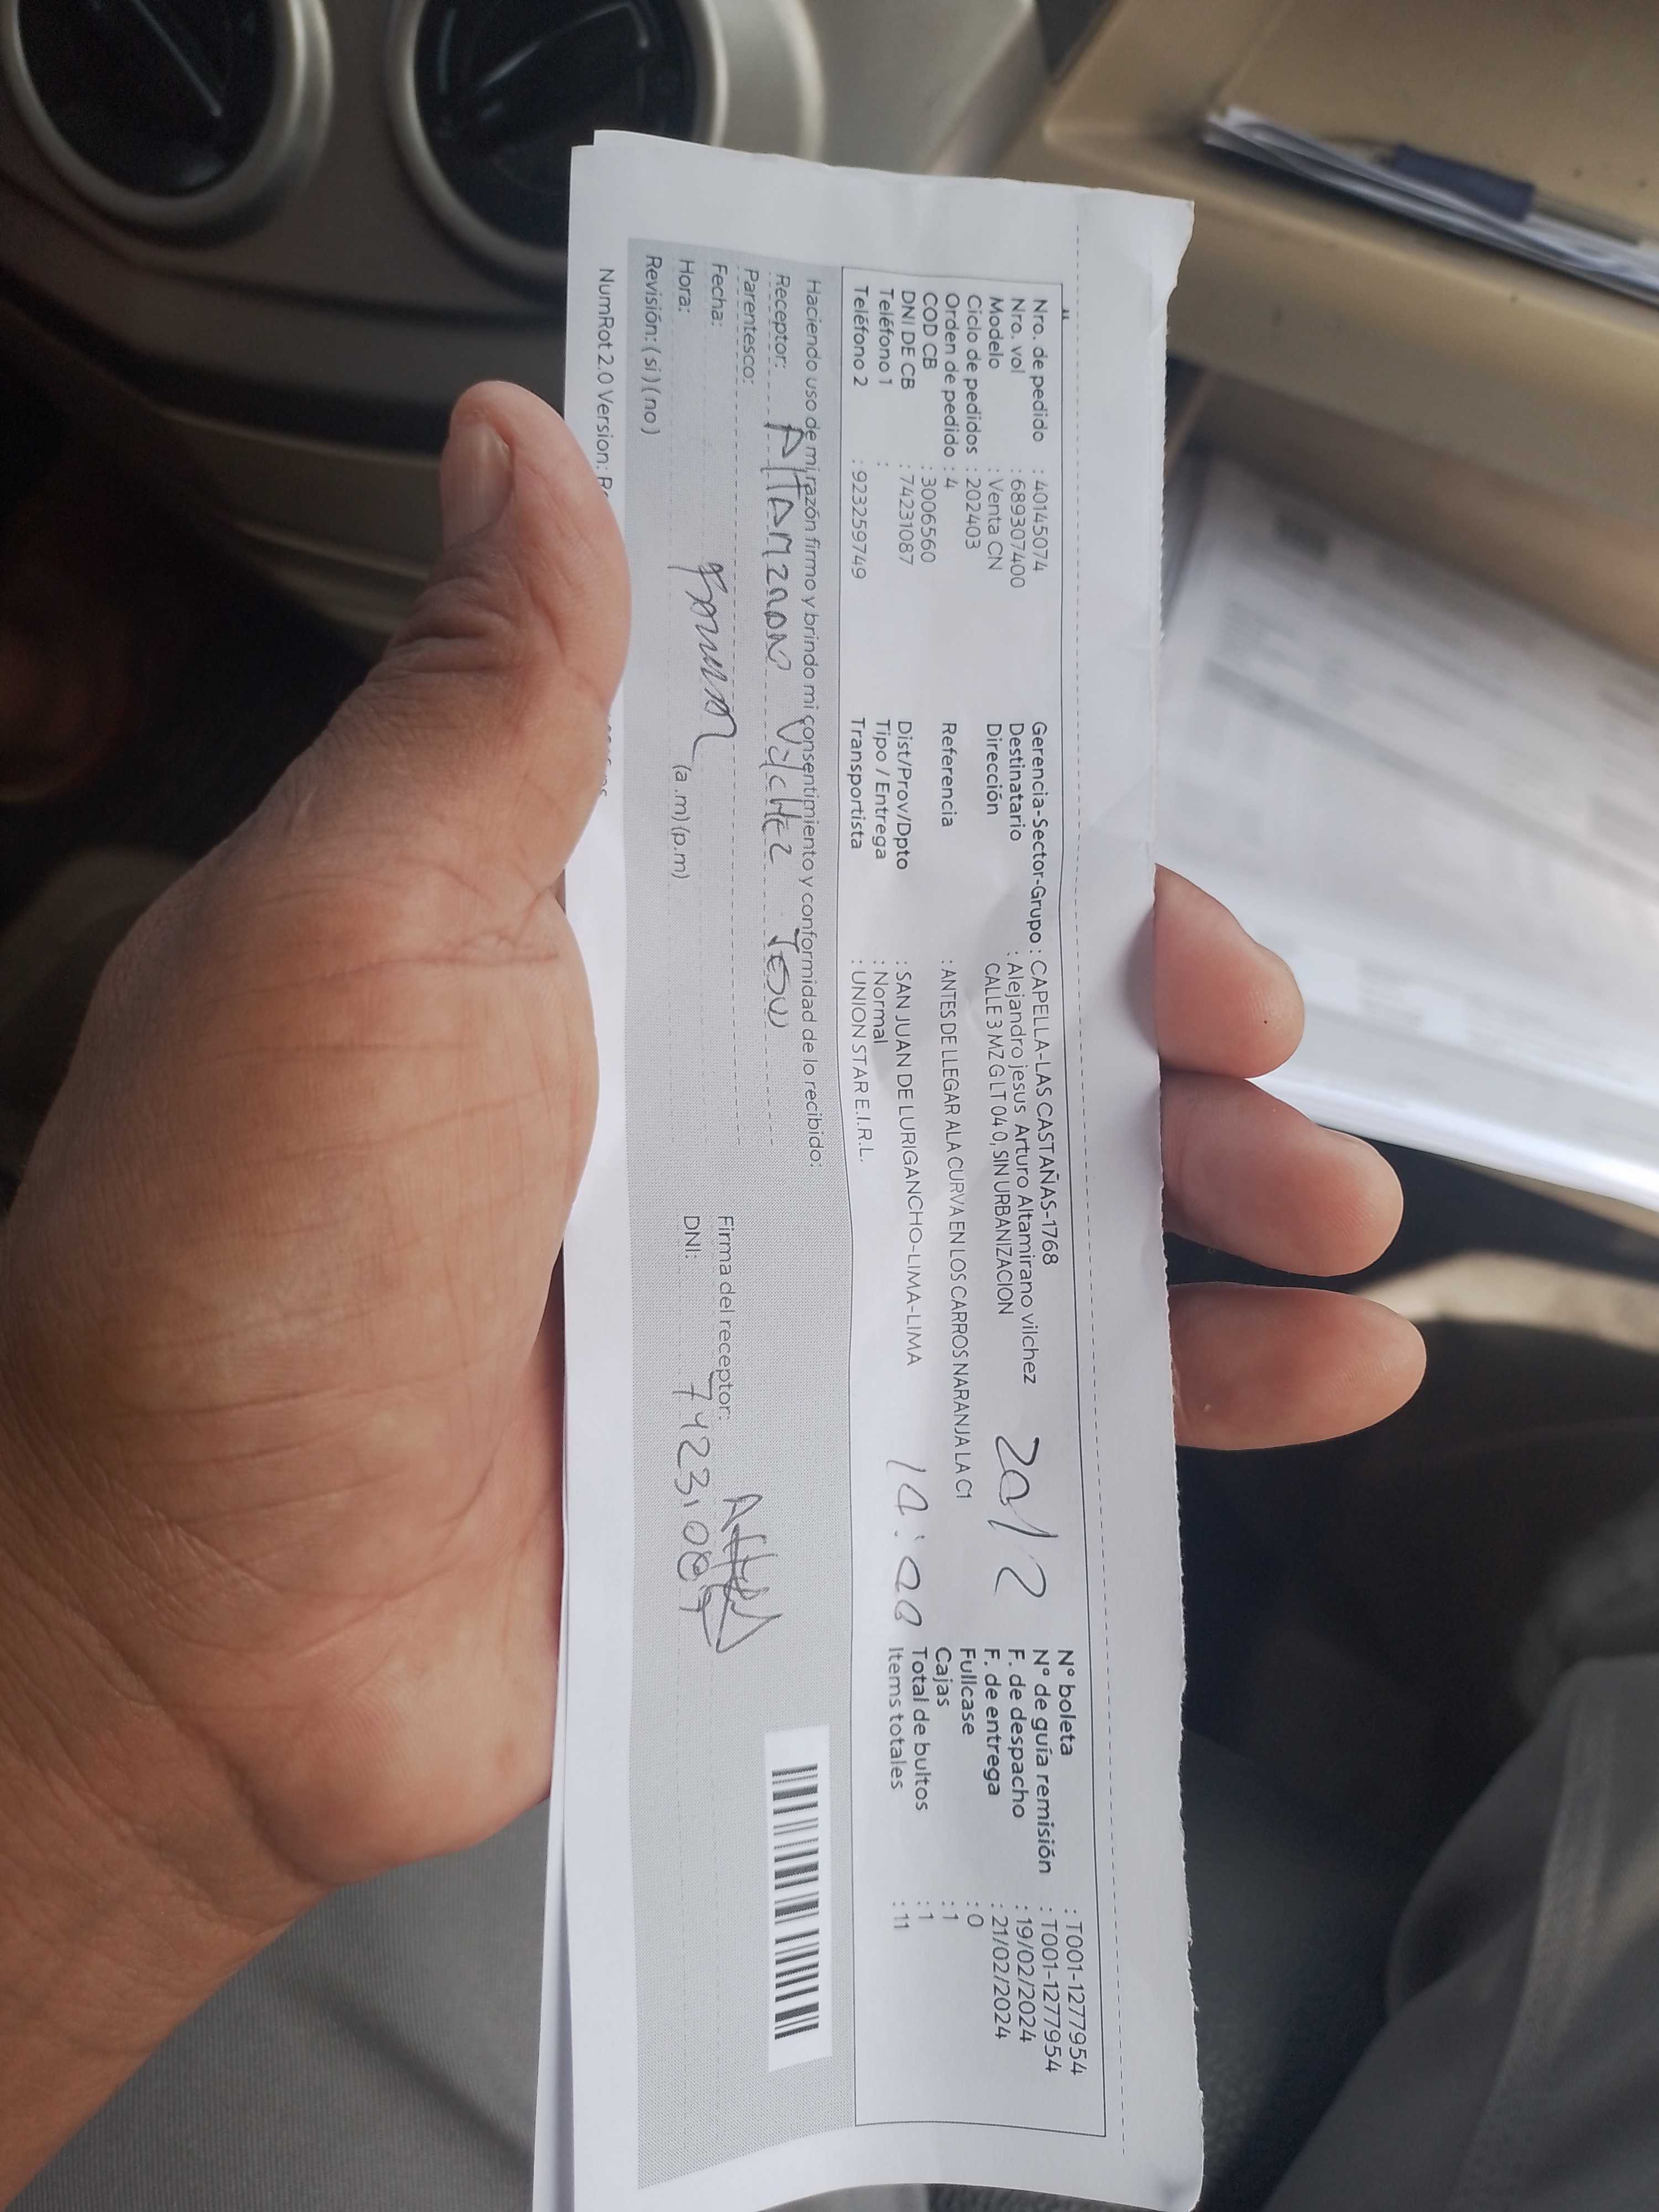 Nro. de pedido : 40145074
Nro. vol : 689307400
Modelo : Venta CN
Ciclo de pedidos : 202403
Orden de pedido : 4
COD CB : 3006560
DNI DE CB : 74231087
Teléfono 1 :
Teléfono 2 : 923259749
Gerencia-Sector-Grupo : CAPELLA-LAS CASTAÑAS-1768
Destinatario : Alejandro jesus Arturo Altamirano vilchez
Dirección CALLE 3 MZ G LT 04 0, SIN URBANIZACION
Referencia : ANTES DE LLEGAR ALA CURVA EN LOS CARROS NARANJA LA C1
Dist/Prov/Dpto : SAN JUAN DE LURIGANCHO-LIMA-LIMA
Tipo / Entrega : Normal
Transportista : UNION STAR E.I.R.L.
20/2
N° boleta : T001-1277954
N° de guía remisión : T001-1277954
F. de despacho : 19/02/2024
F. de entrega : 21/02/2024
Fullcase : 0
Cajas : 1
Total de bultos : 1
Items totales : 11
Haciendo uso de mi razón firmo y brindo mi consentimiento y conformidad de lo recibido:
Receptor:
Parentesco:
Fecha:
Hora: (a .m) (p.m)
Revisión: ( si ) ( no )
Firma del receptor:
DNI: 74231087
NumRot 2.0 Version: